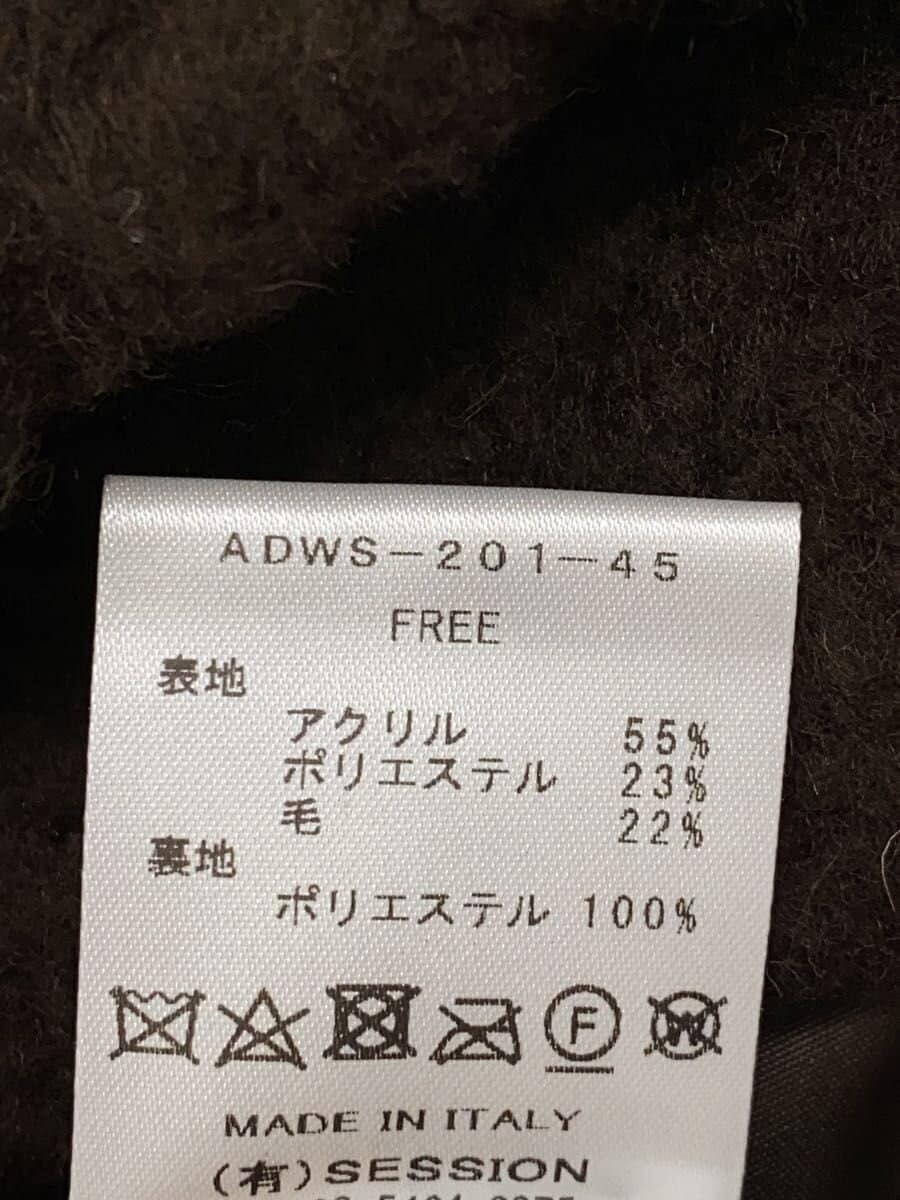 ADWS-201-45
FREE
表地
アクリル 55%
ポリエステル 23%
毛 22%
裏地
ポリエステル 100%
F W
MADE IN ITALY
(有)SESSION